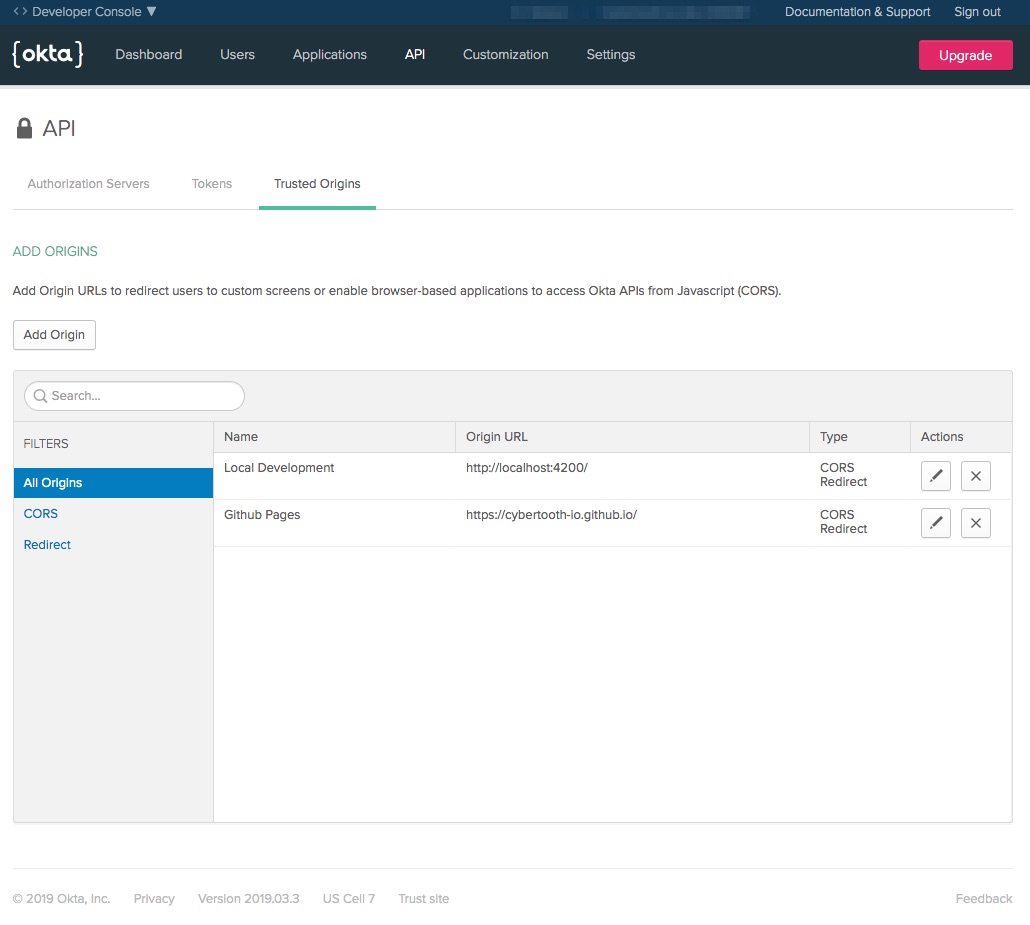 <> Developer Console ▼ Documentation & Support Sign out
{okta} Dashboard Users Applications API Customization Settings Upgrade
API
Authorization Servers Tokens Trusted Origins
ADD ORIGINS
Add Origin URLs to redirect users to custom screens or enable browser-based applications to access Okta APIs from Javascript (CORS).
Add Origin
Search...
FILTERS
All Origins
CORS
Redirect
Name Origin URL Type Actions
Local Development http://localhost:4200/ CORS
Redirect
Github Pages https://cybertooth-io.github.io/ CORS
Redirect
© 2019 Okta, Inc. Privacy Version 2019.03.3 US Cell 7 Trust site Feedback